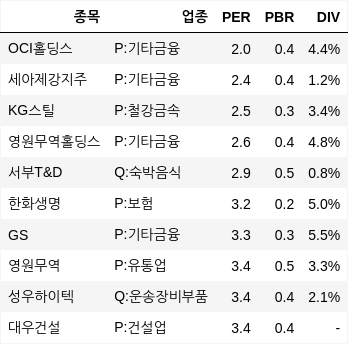 종목 업종 PER PBR DIV
OCI홀딩스 P:기타금융 2.0 0.4 4.4%
세아제강지주 P:기타금융 2.4 0.4 1.2%
KG스틸 P:철강금속 2.5 0.3 3.4%
영원무역홀딩스 P:기타금융 2.6 0.4 4.8%
서부T&D Q:숙박음식 2.9 0.5 0.8%
한화생명 P:보험 3.2 0.2 5.0%
GS P:기타금융 3.3 0.3 5.5%
영원무역 P:유통업 3.4 0.5 3.3%
성우하이텍 Q:운송장비부품 3.4 0.4 2.1%
대우건설 P:건설업 3.4 0.4 -